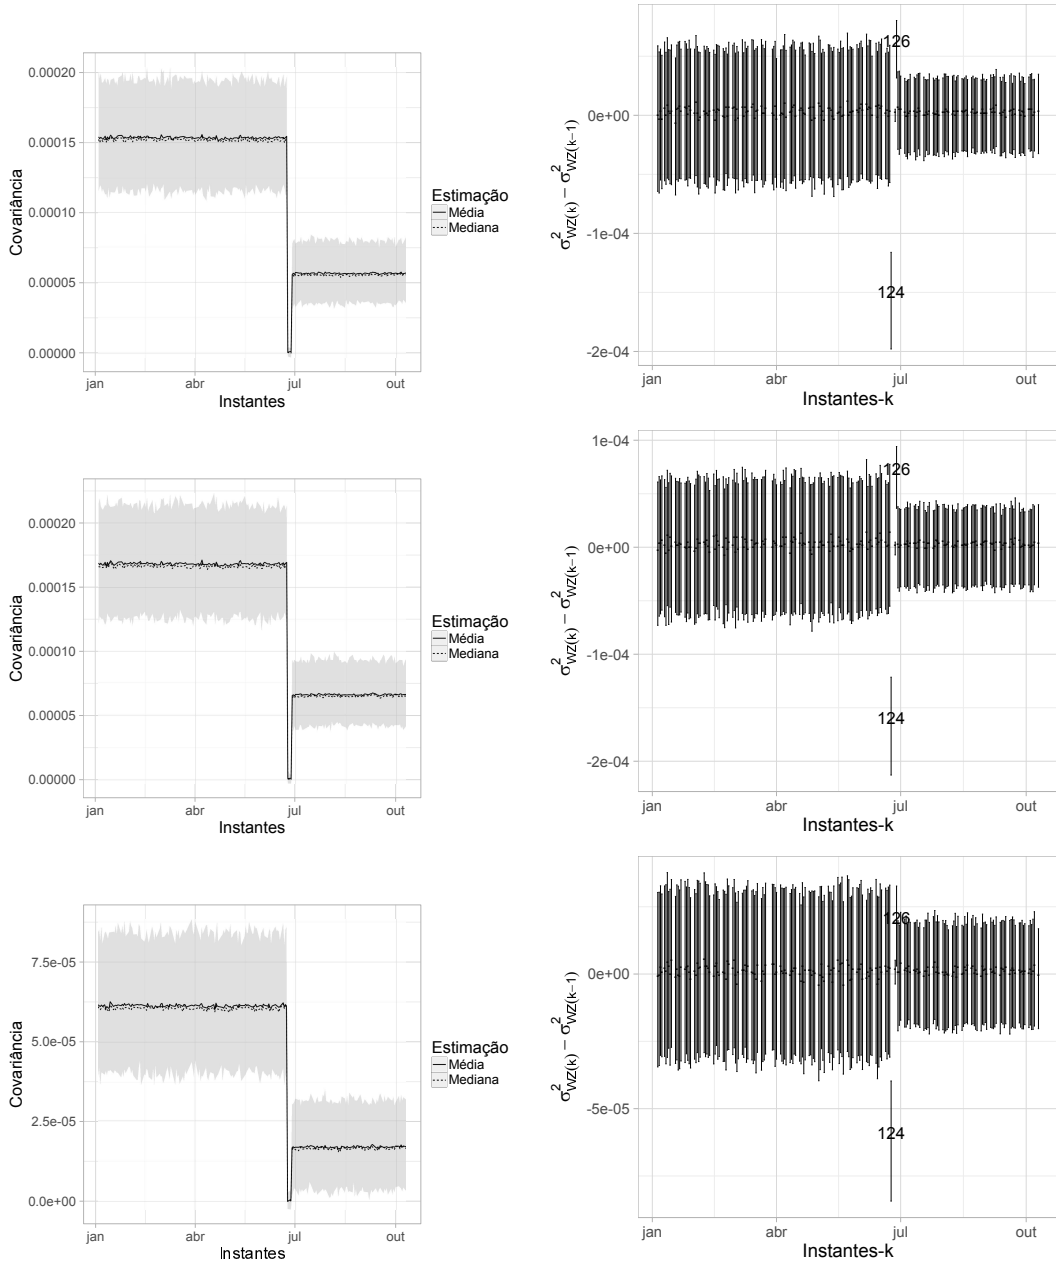 0.00020
0.00015
0.00010
0.00005
0.00000
Covariância
jan abr jul out
Instantes
Estimação
Média
Mediana
0e+00
-1e-04
-2e-04
σ²WZ(k) − σ²WZ(k−1)
126
124
jan abr jul out
Instantes-k
0.00020
0.00015
0.00010
0.00005
0.00000
Covariância
jan abr jul out
Instantes
Estimação
Média
Mediana
1e-04
0e+00
-1e-04
-2e-04
σ²WZ(k) − σ²WZ(k−1)
126
124
jan abr jul out
Instantes-k
7.5e-05
5.0e-05
2.5e-05
0.0e+00
Covariância
jan abr jul out
Instantes
Estimação
Média
Mediana
0e+00
-5e-05
σ²WZ(k) − σ²WZ(k−1)
126
124
jan abr jul out
Instantes-k